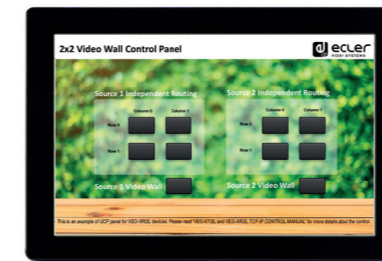 2x2 Video Wall Control Panel
ecler
VIDEO SYSTEMS
Source 1 Independent Routing
Source 2 Independent Routing
Column 0 Column 1
Column 0 Column 1
Row 0
Row 0
Row 1
Row 1
Source 1 Video Wall
Source 2 Video Wall
This is an example of UCP panel for VEO-XRI2L devices. Please read "VEO-XTI2L and VEO-XRI2L TCP-IP CONTROL MANUAL" for more details about the control.